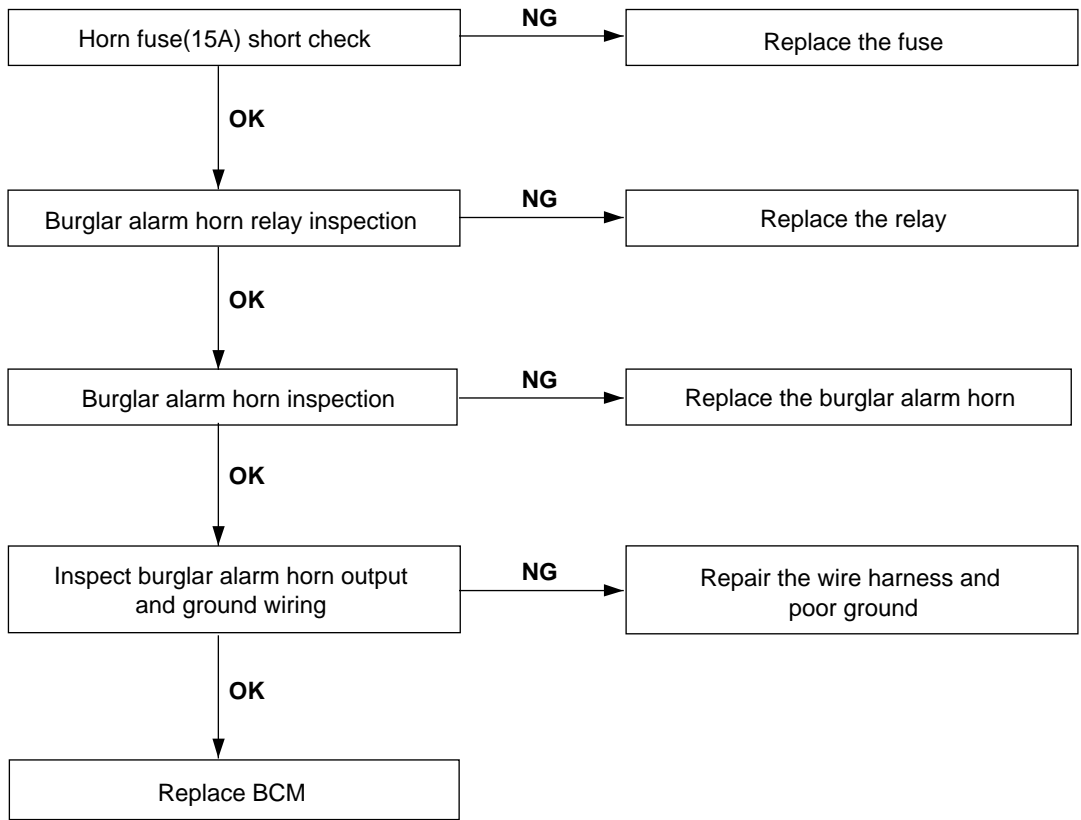 Horn fuse(15A) short check
NG
Replace the fuse
OK
Burglar alarm horn relay inspection
NG
Replace the relay
OK
Burglar alarm horn inspection
NG
Replace the burglar alarm horn
OK
Inspect burglar alarm horn output
and ground wiring
NG
Repair the wire harness and
poor ground
OK
Replace BCM